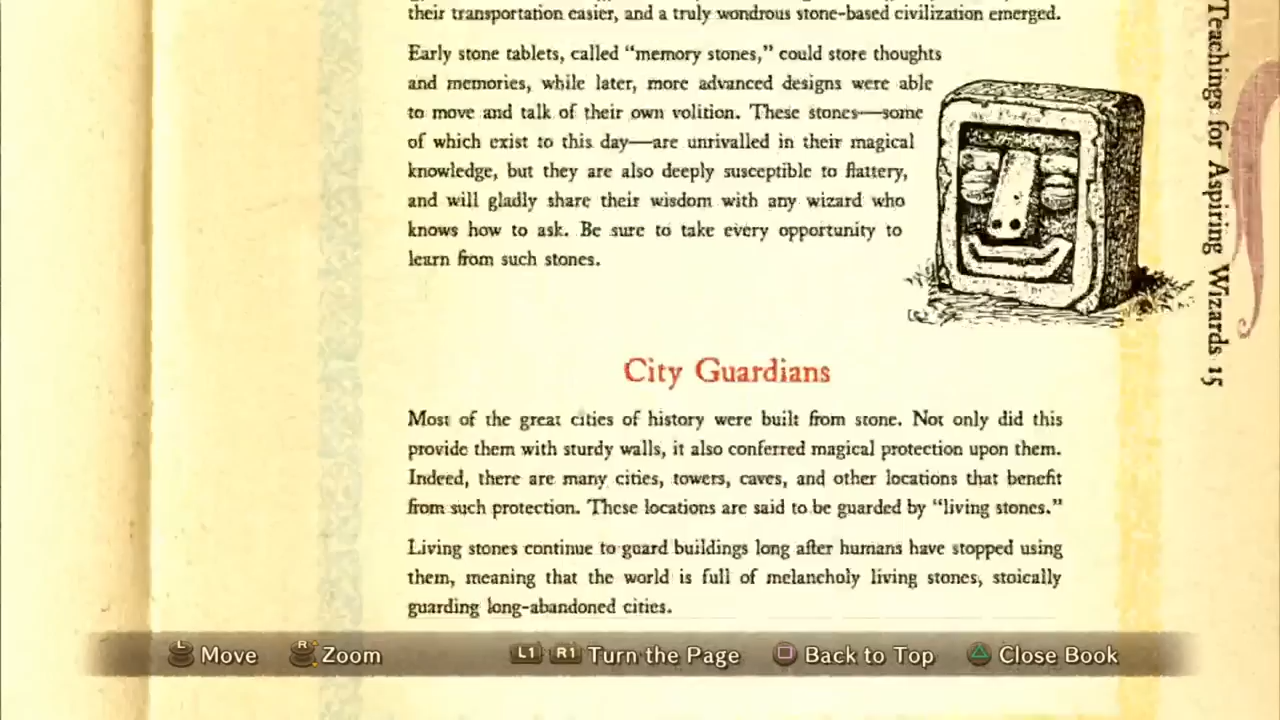 their transportation easier, and a truly wondrous stone-based civilization emerged.
Early stone tablets, called “memory stones,” could store thoughts
and memories, while later, more advanced designs were able
to move and talk of their own volition. These stones—some
of which exist to this day—are unrivalled in their magical
knowledge, but they are also deeply susceptible to flattery,
and will gladly share their wisdom with any wizard who
knows how to ask. Be sure to take every opportunity to
learn from such stones.
City Guardians
Most of the great cities of history were built from stone. Not only did this
provide them with sturdy walls, it also conferred magical protection upon them.
Indeed, there are many cities, towers, caves, and other locations that benefit
from such protection. These locations are said to be guarded by “living stones.”
Living stones continue to guard buildings long after humans have stopped using
them, meaning that the world is full of melancholy living stones, stoically
guarding long-abandoned cities.
Teachings for Aspiring Wizards 15
L Move R Zoom L1 R1 Turn the Page Back to Top Close Book